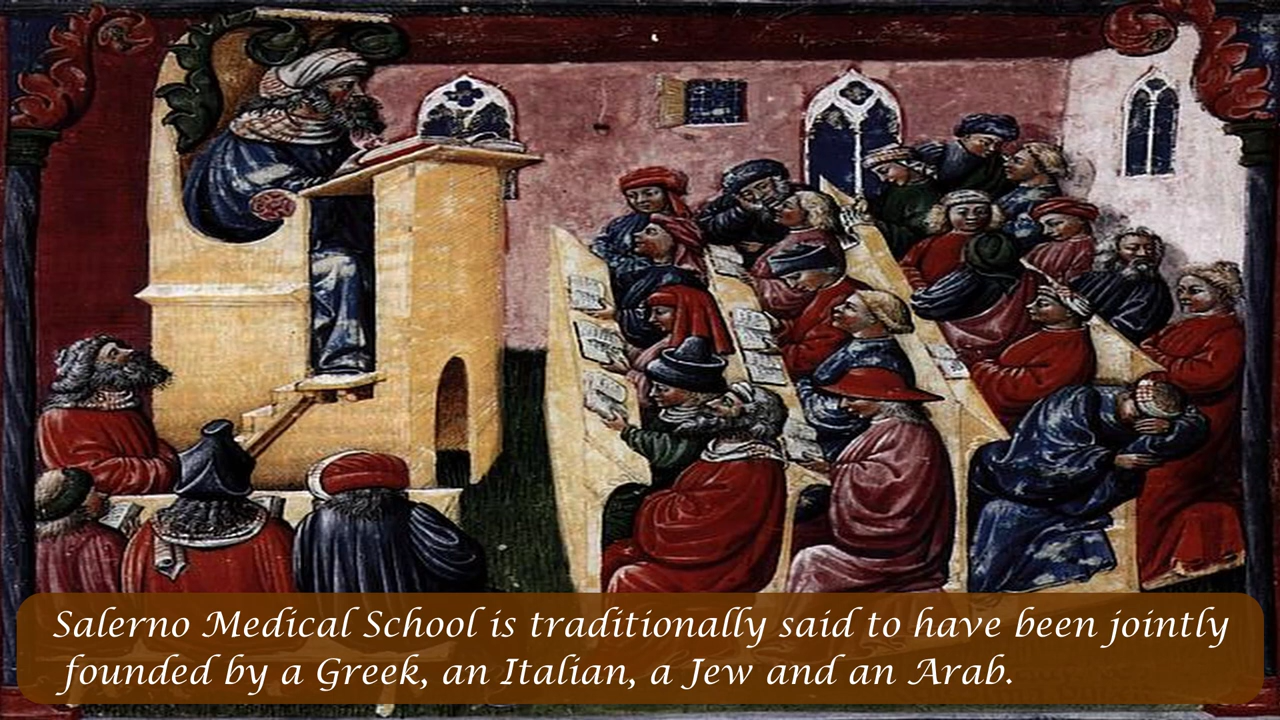 Salerno Medical School is traditionally said to have been jointly
founded by a Greek, an Italian, a Jew and an Arab.